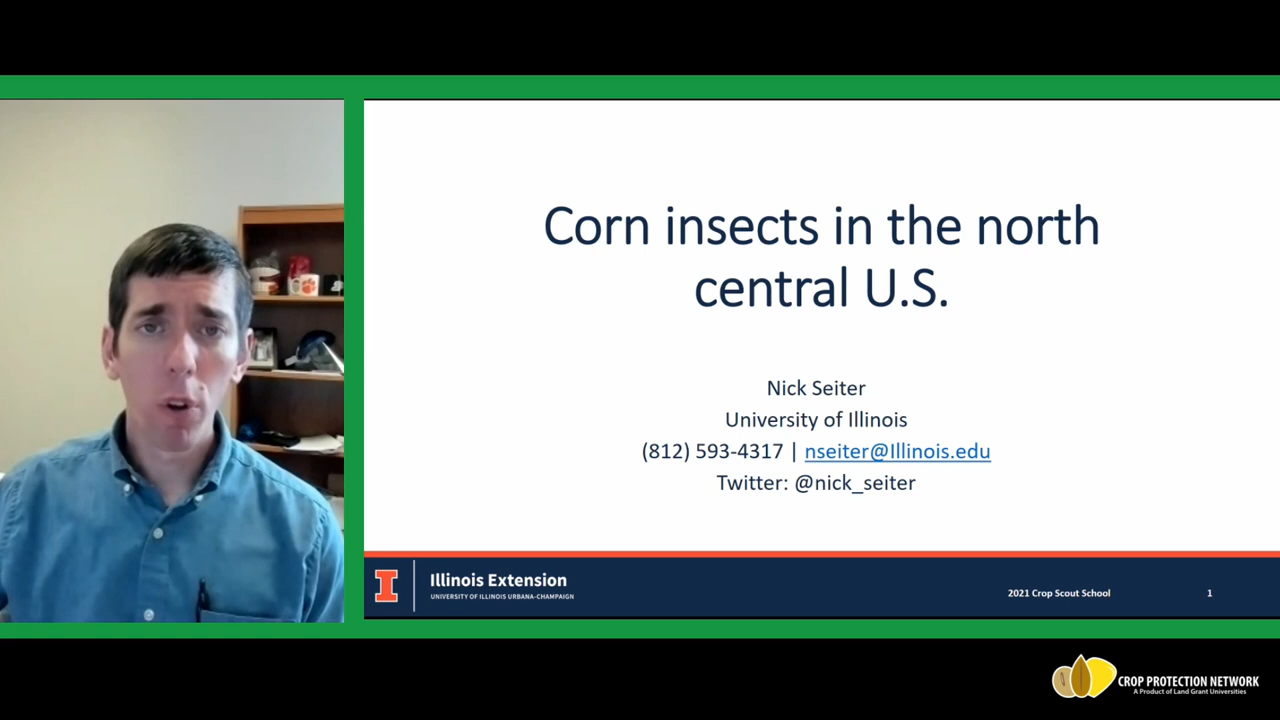 Corn insects in the north
central U.S.
Nick Seiter
University of Illinois
(812) 593-4317 | nseiter@Illinois.edu
Twitter: @nick_seiter
I
Illinois Extension
UNIVERSITY OF ILLINOIS URBANA-CHAMPAIGN
2021 Crop Scout School
1
CROP PROTECTION NETWORK
A Product of Land Grant Universities